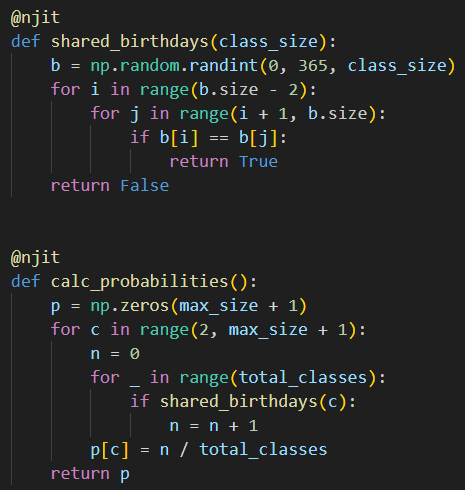 @njit
def shared_birthdays(class_size):
    b = np.random.randint(0, 365, class_size)
    for i in range(b.size - 2):
        for j in range(i + 1, b.size):
            if b[i] == b[j]:
                return True
    return False
@njit
def calc_probabilities():
    p = np.zeros(max_size + 1)
    for c in range(2, max_size + 1):
        n = 0
        for _ in range(total_classes):
            if shared_birthdays(c):
                n = n + 1
        p[c] = n / total_classes
    return p